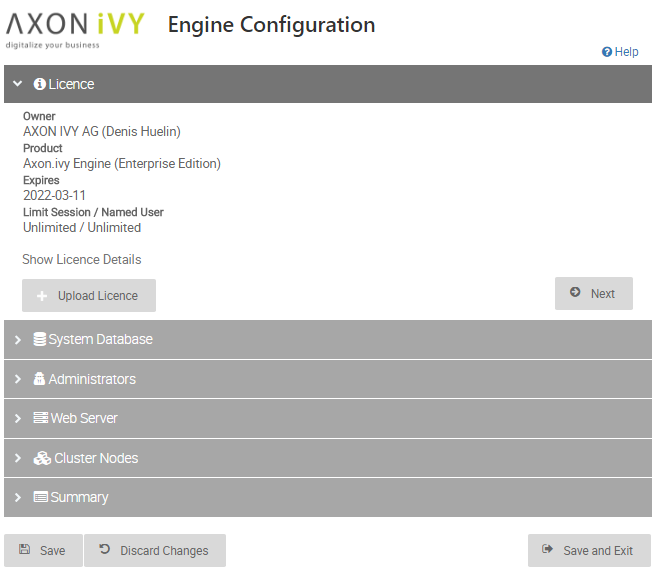 AXON iVY
digitalize your business
Engine Configuration
Help
Licence
Owner
AXON IVY AG (Denis Huelin)
Product
Axon.ivy Engine (Enterprise Edition)
Expires
2022-03-11
Limit Session / Named User
Unlimited / Unlimited
Show Licence Details
Upload Licence
Next
System Database
Administrators
Web Server
Cluster Nodes
Summary
Save
Discard Changes
Save and Exit